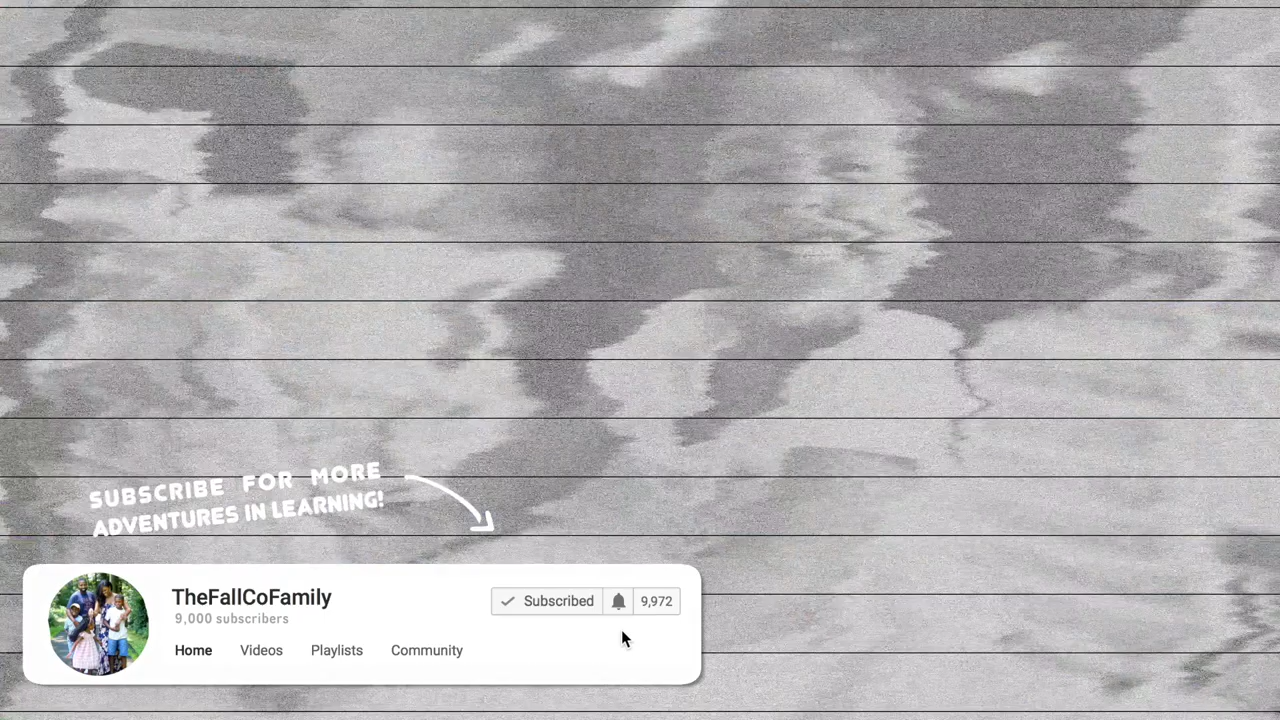 SUBSCRIBE FOR MORE
ADVENTURES IN LEARNING!
TheFallCoFamily
9,000 subscribers
Subscribed 9,972
Home Videos Playlists Community